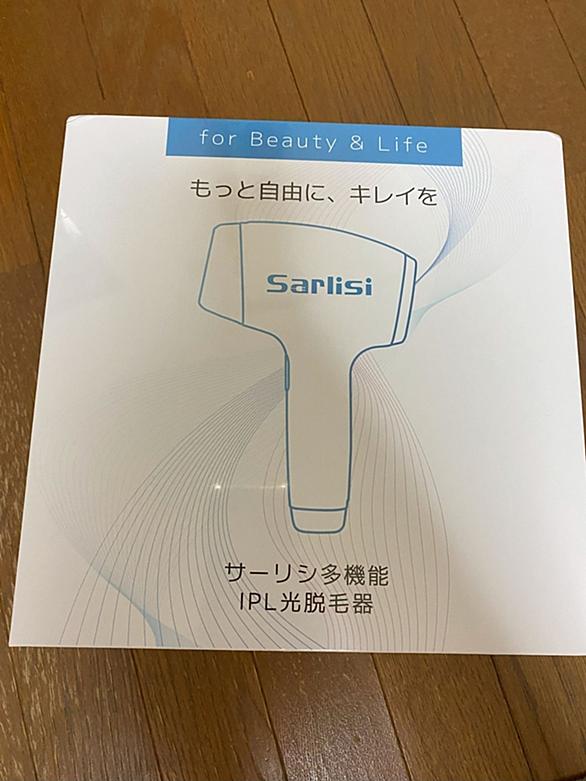 for Beauty & Life
もっと自由に、キレイを
Sarlisi
サーリシ多機能
IPL光脱毛器